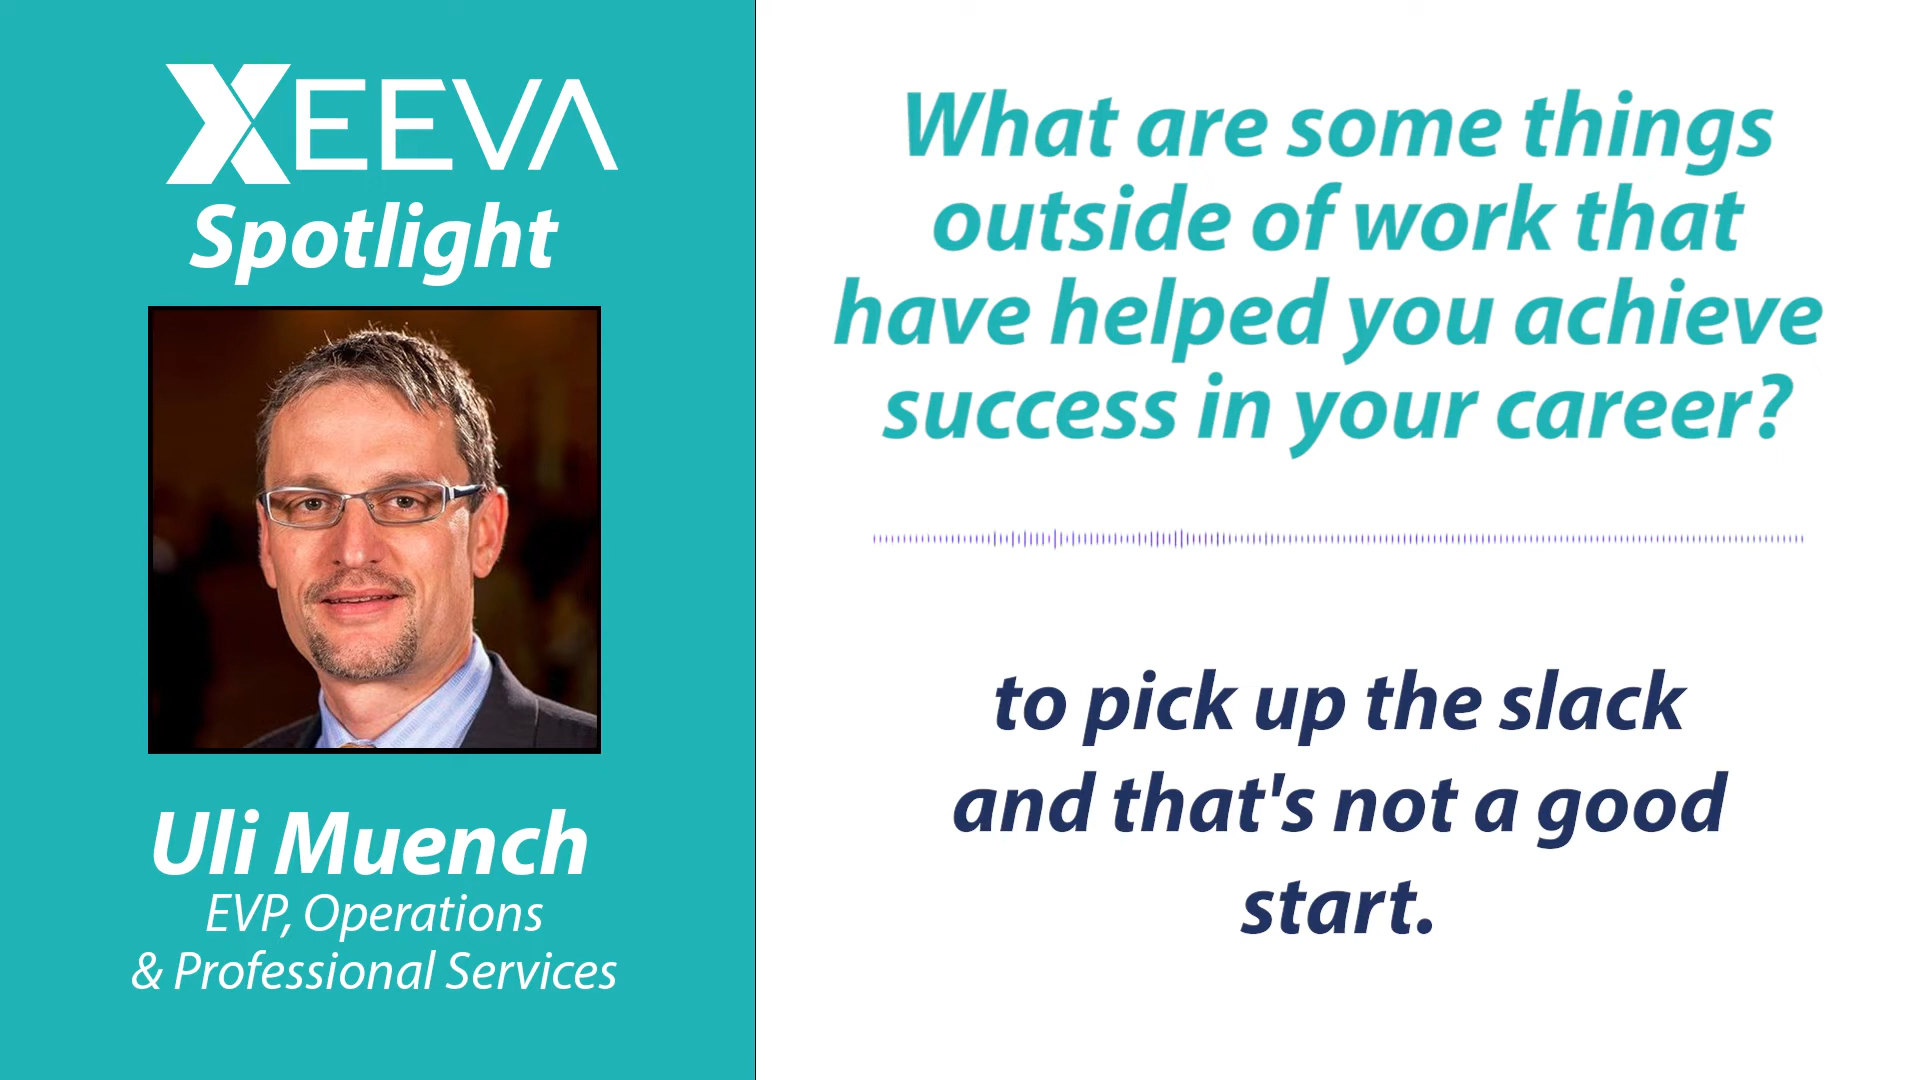 XEEVA
Spotlight
Uli Muench
EVP, Operations
& Professional Services
What are some things
outside of work that
have helped you achieve
success in your career?
to pick up the slack
and that's not a good
start.